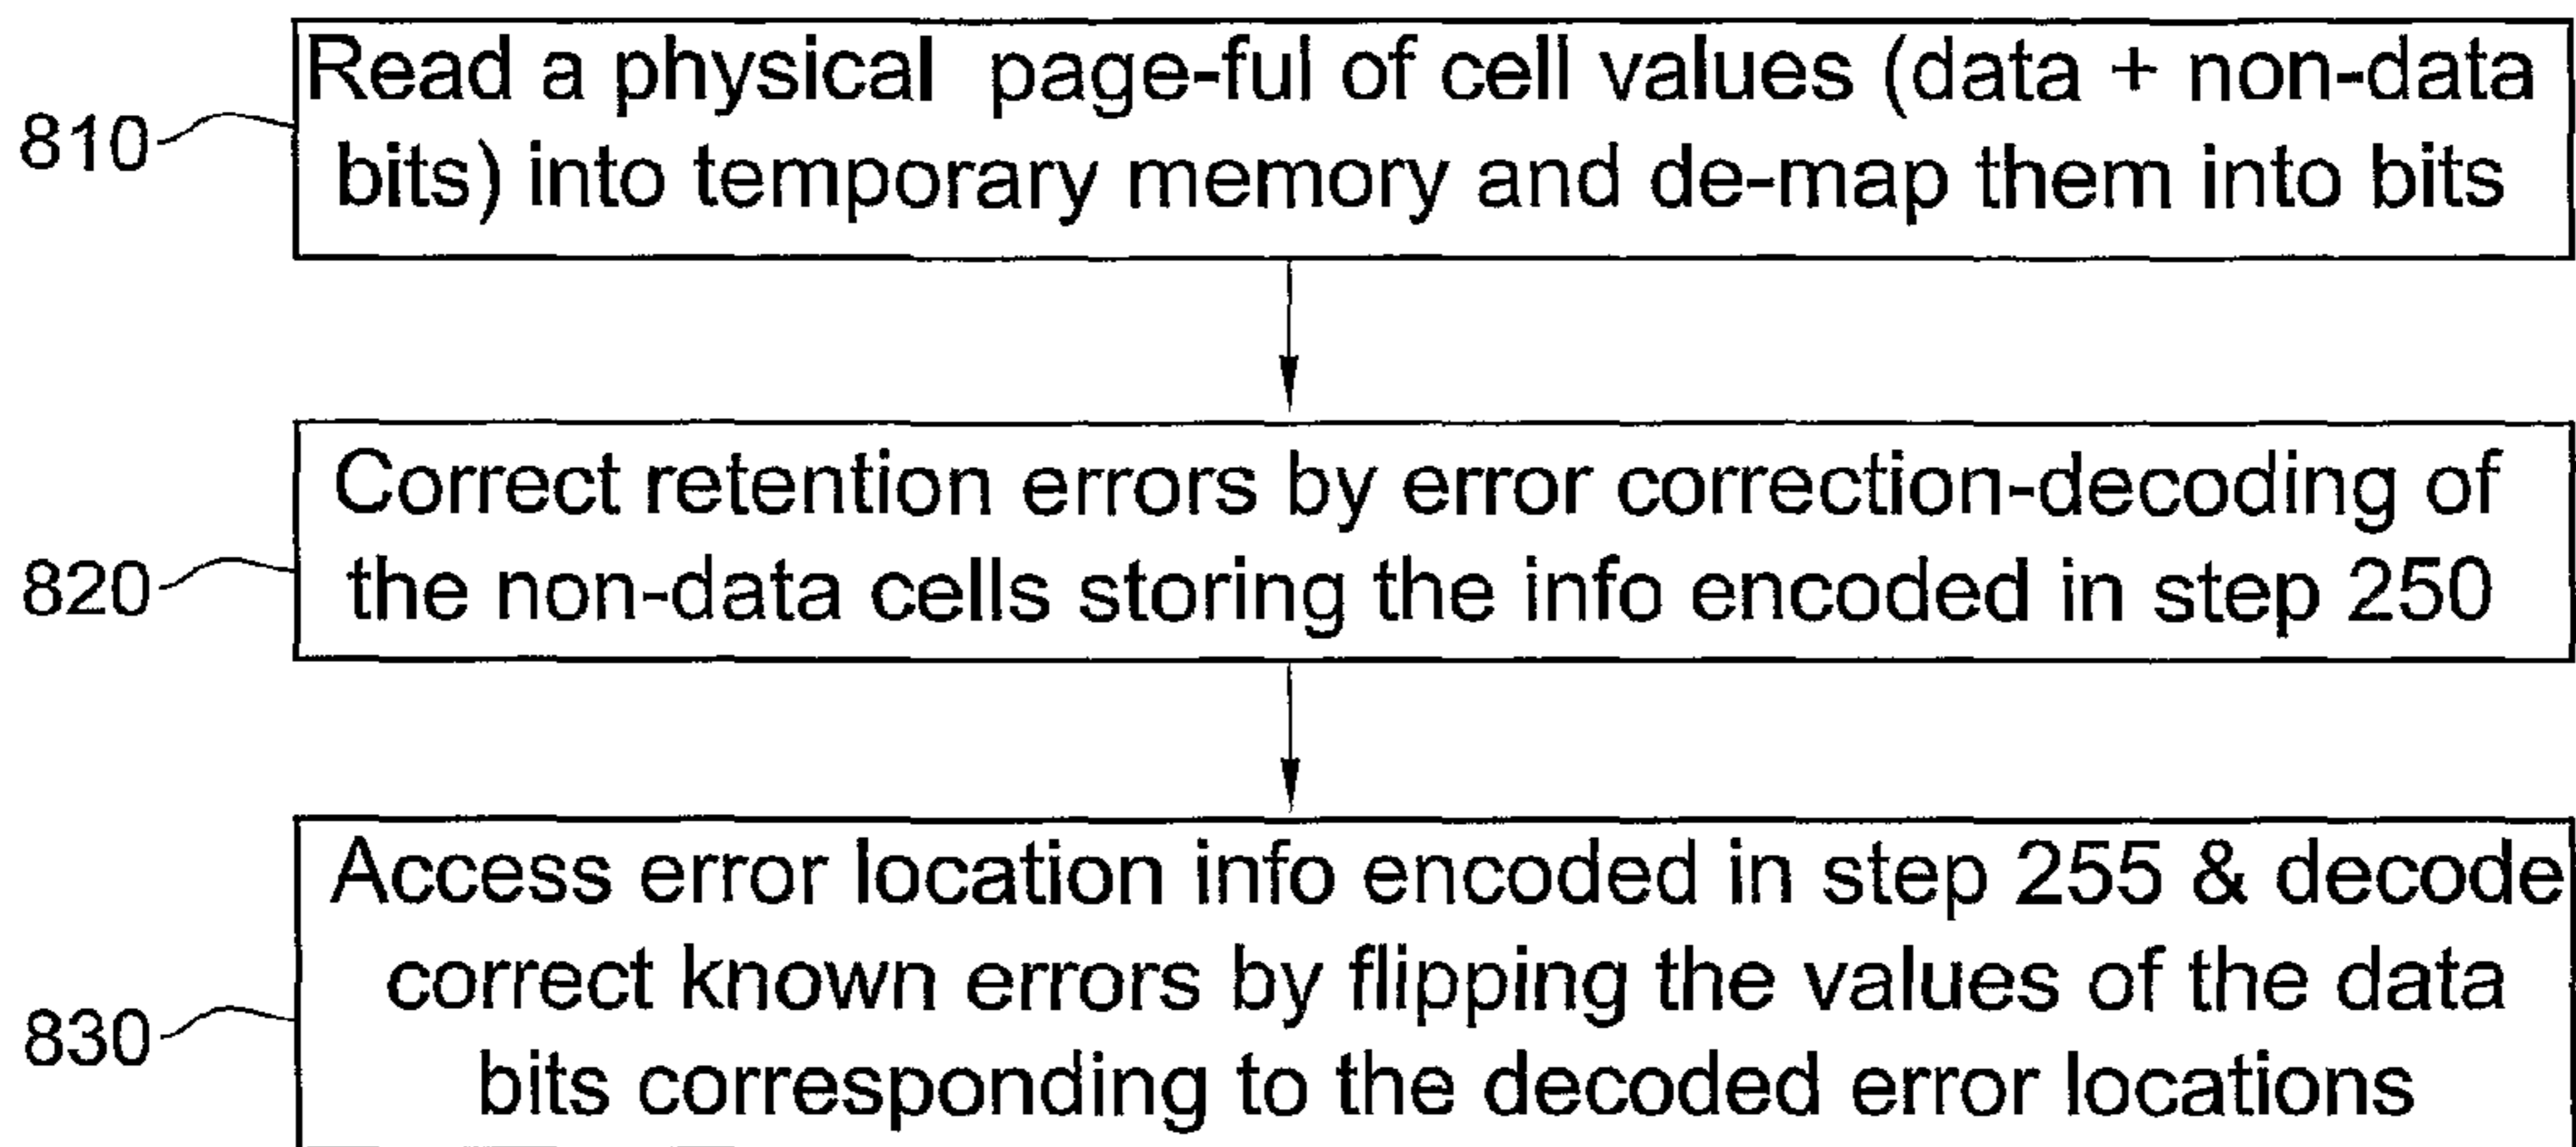 810
Read a physical page-ful of cell values (data + non-data
bits) into temporary memory and de-map them into bits
820
Correct retention errors by error correction-decoding of
the non-data cells storing the info encoded in step 250
830
Access error location info encoded in step 255 & decode
correct known errors by flipping the values of the data
bits corresponding to the decoded error locations